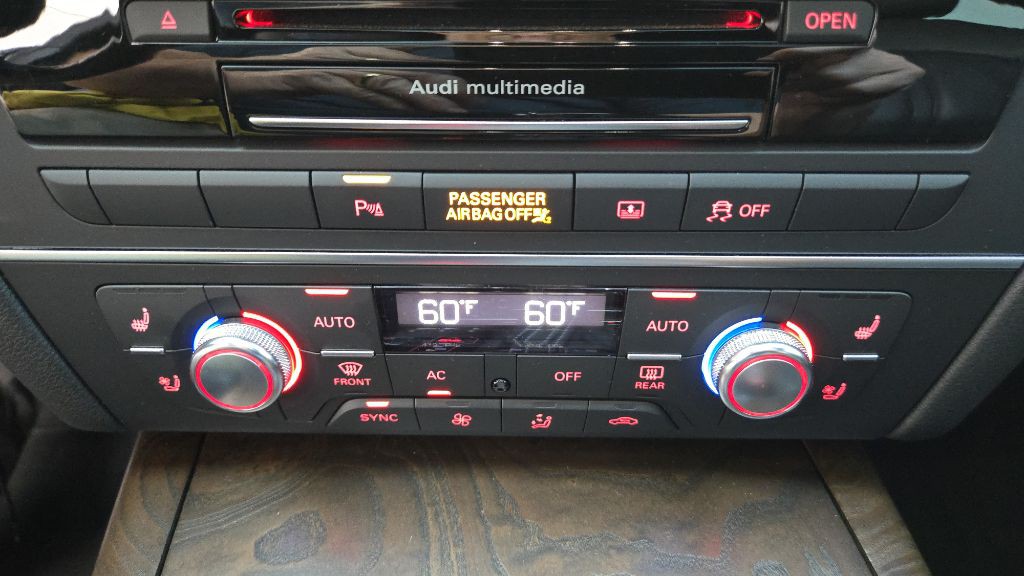 OPEN
Audi multimedia
P
PASSENGER
AIRBAG OFF
OFF
60°F
60°F
AUTO
AUTO
FRONT
AC
OFF
REAR
SYNC